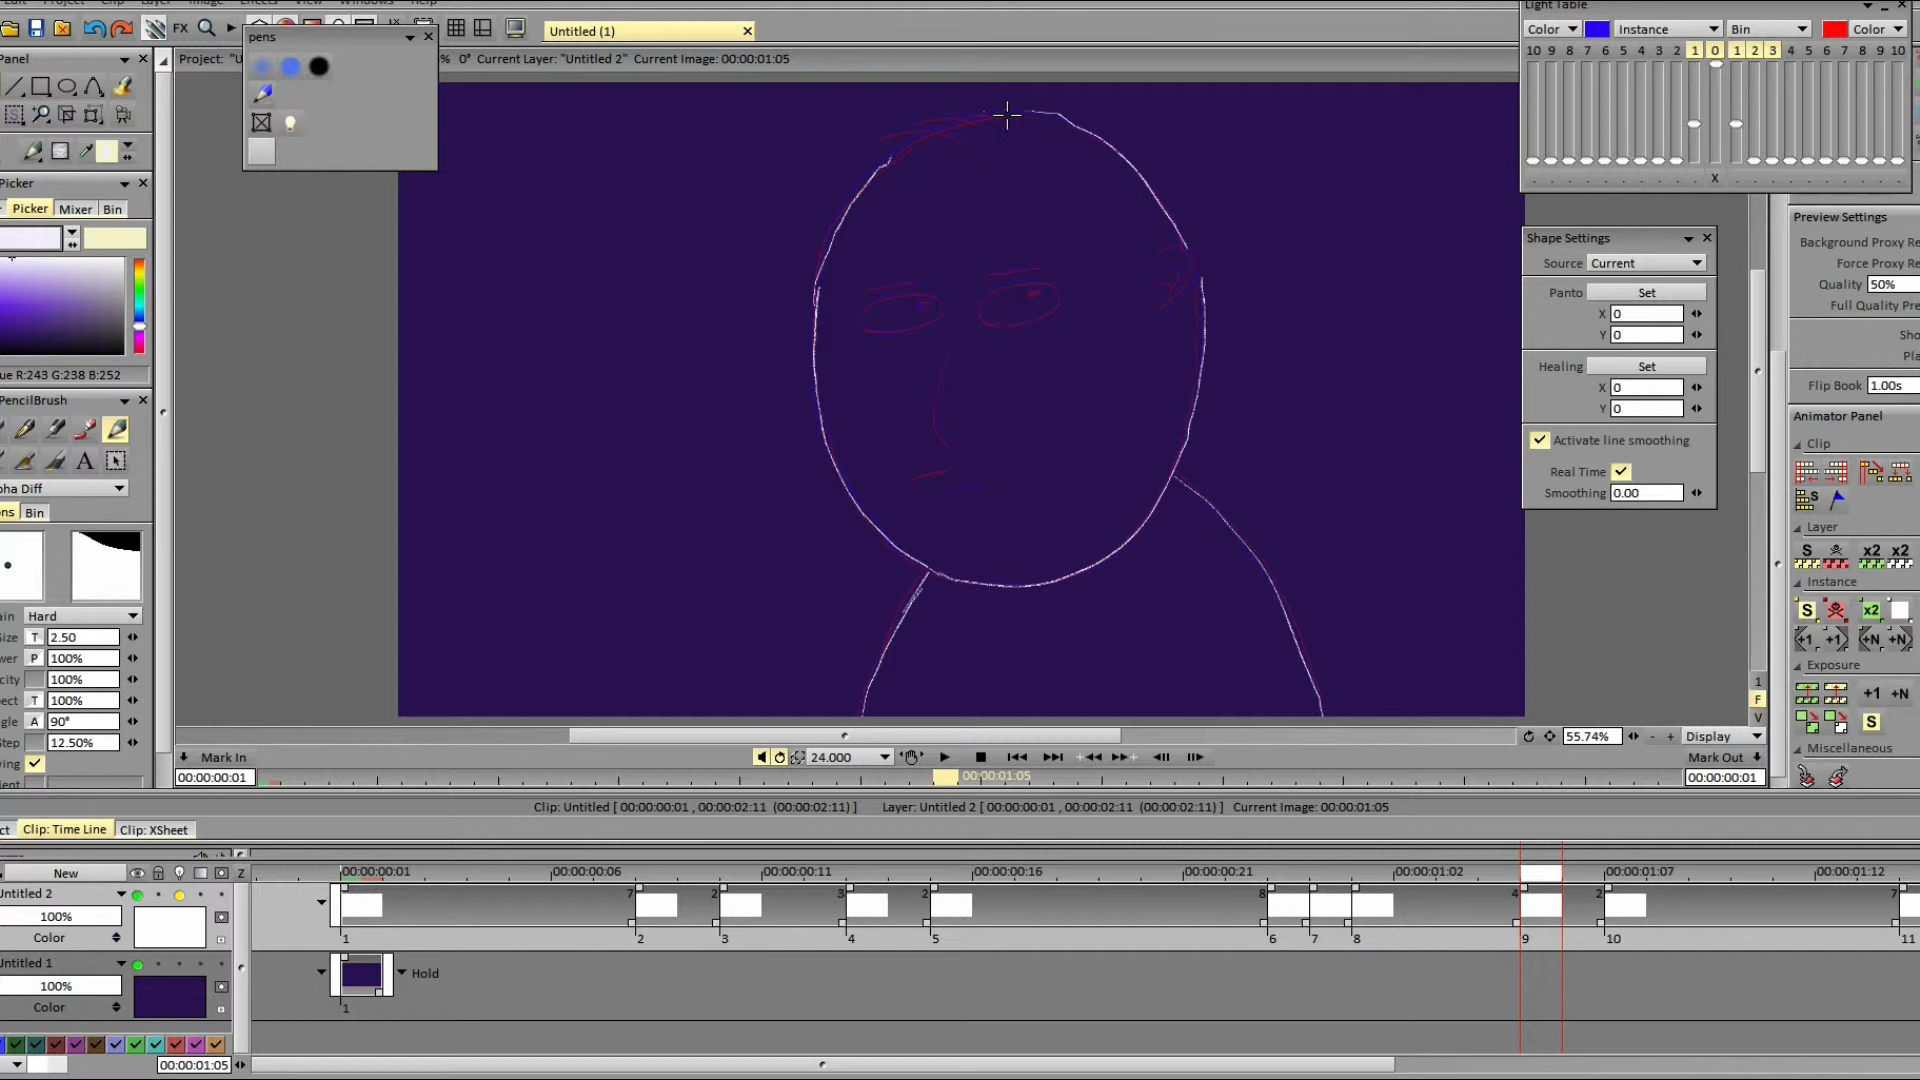 FX
Untitled (1)
pens
Project: "U
% 0° Current Layer: "Untitled 2" Current Image: 00:00:01:05
Panel
Picker
Picker Mixer Bin
ue R:243 G:238 B:252
PencilBrush
A
pha Diff
ens Bin
ain Hard
Size T 2.50
wer P 100%
city 100%
pect T 100%
gle A 90°
Step 12.50%
wing
ient
Light Table
Color Instance Bin Color
10 9 8 7 6 5 4 3 2 1 0 1 2 3 4 5 6 7 8 9 10
X
Shape Settings
Source Current
Panto Set
X 0
Y 0
Healing Set
X 0
Y 0
Activate line smoothing
Real Time
Smoothing 0.00
Preview Settings
Background Proxy Re
Force Proxy Re
Quality 50%
Full Quality Pre
Sho
Pla
Flip Book 1.00s
Animator Panel
Clip
S
Layer
S x2 x2
Instance
S x2
+1 +1 +N +N
Exposure
+1 +N
S
Miscellaneous
1
F
V
55.74% - + Display
Mark In
24.000
Mark Out
00:00:00:01
00:00:01:05
00:00:00:01
Clip: Untitled [ 00:00:00:01 , 00:00:02:11 (00:00:02:11) ] Layer: Untitled 2 [ 00:00:00:01 , 00:00:02:11 (00:00:02:11) ] Current Image: 00:00:01:05
ct Clip: Time Line Clip: XSheet
New Z
00:00:00:01 00:00:00:06 00:00:00:11 00:00:00:16 00:00:00:21 00:00:01:02 00:00:01:07 00:00:01:12
Untitled 2
100%
Color
7 2 3 2 8 4 2 7
1 2 3 4 5 6 7 8 9 10 11
Untitled 1
100%
Color
Hold
1
00:00:01:05